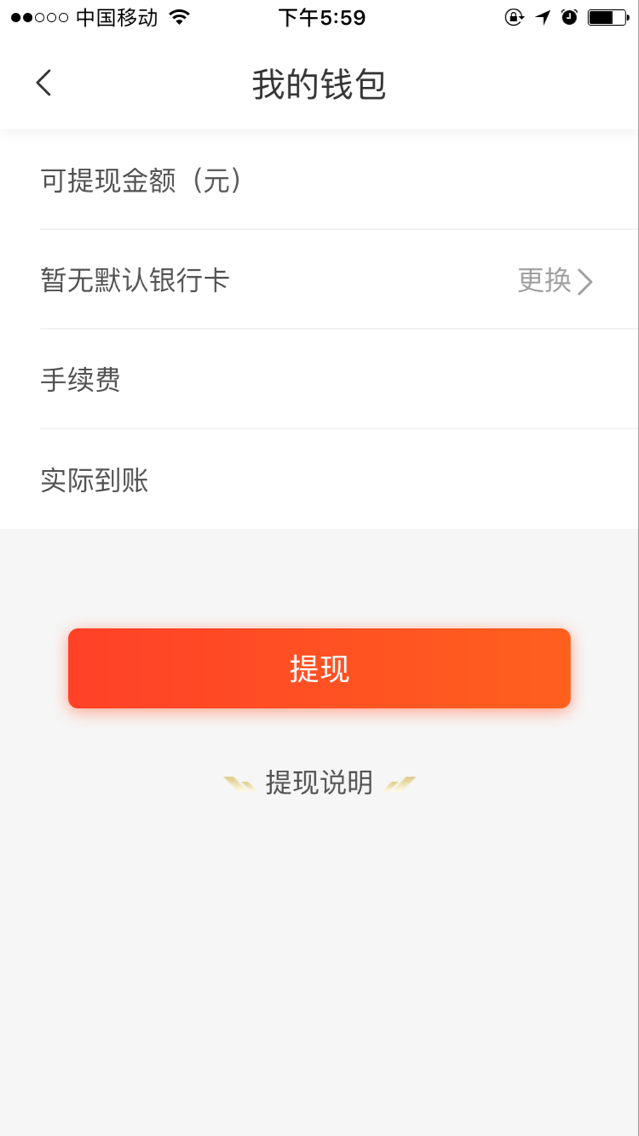 中国移动 下午5:59
我的钱包
可提现金额（元）
暂无默认银行卡 更换
手续费
实际到账
提现
提现说明